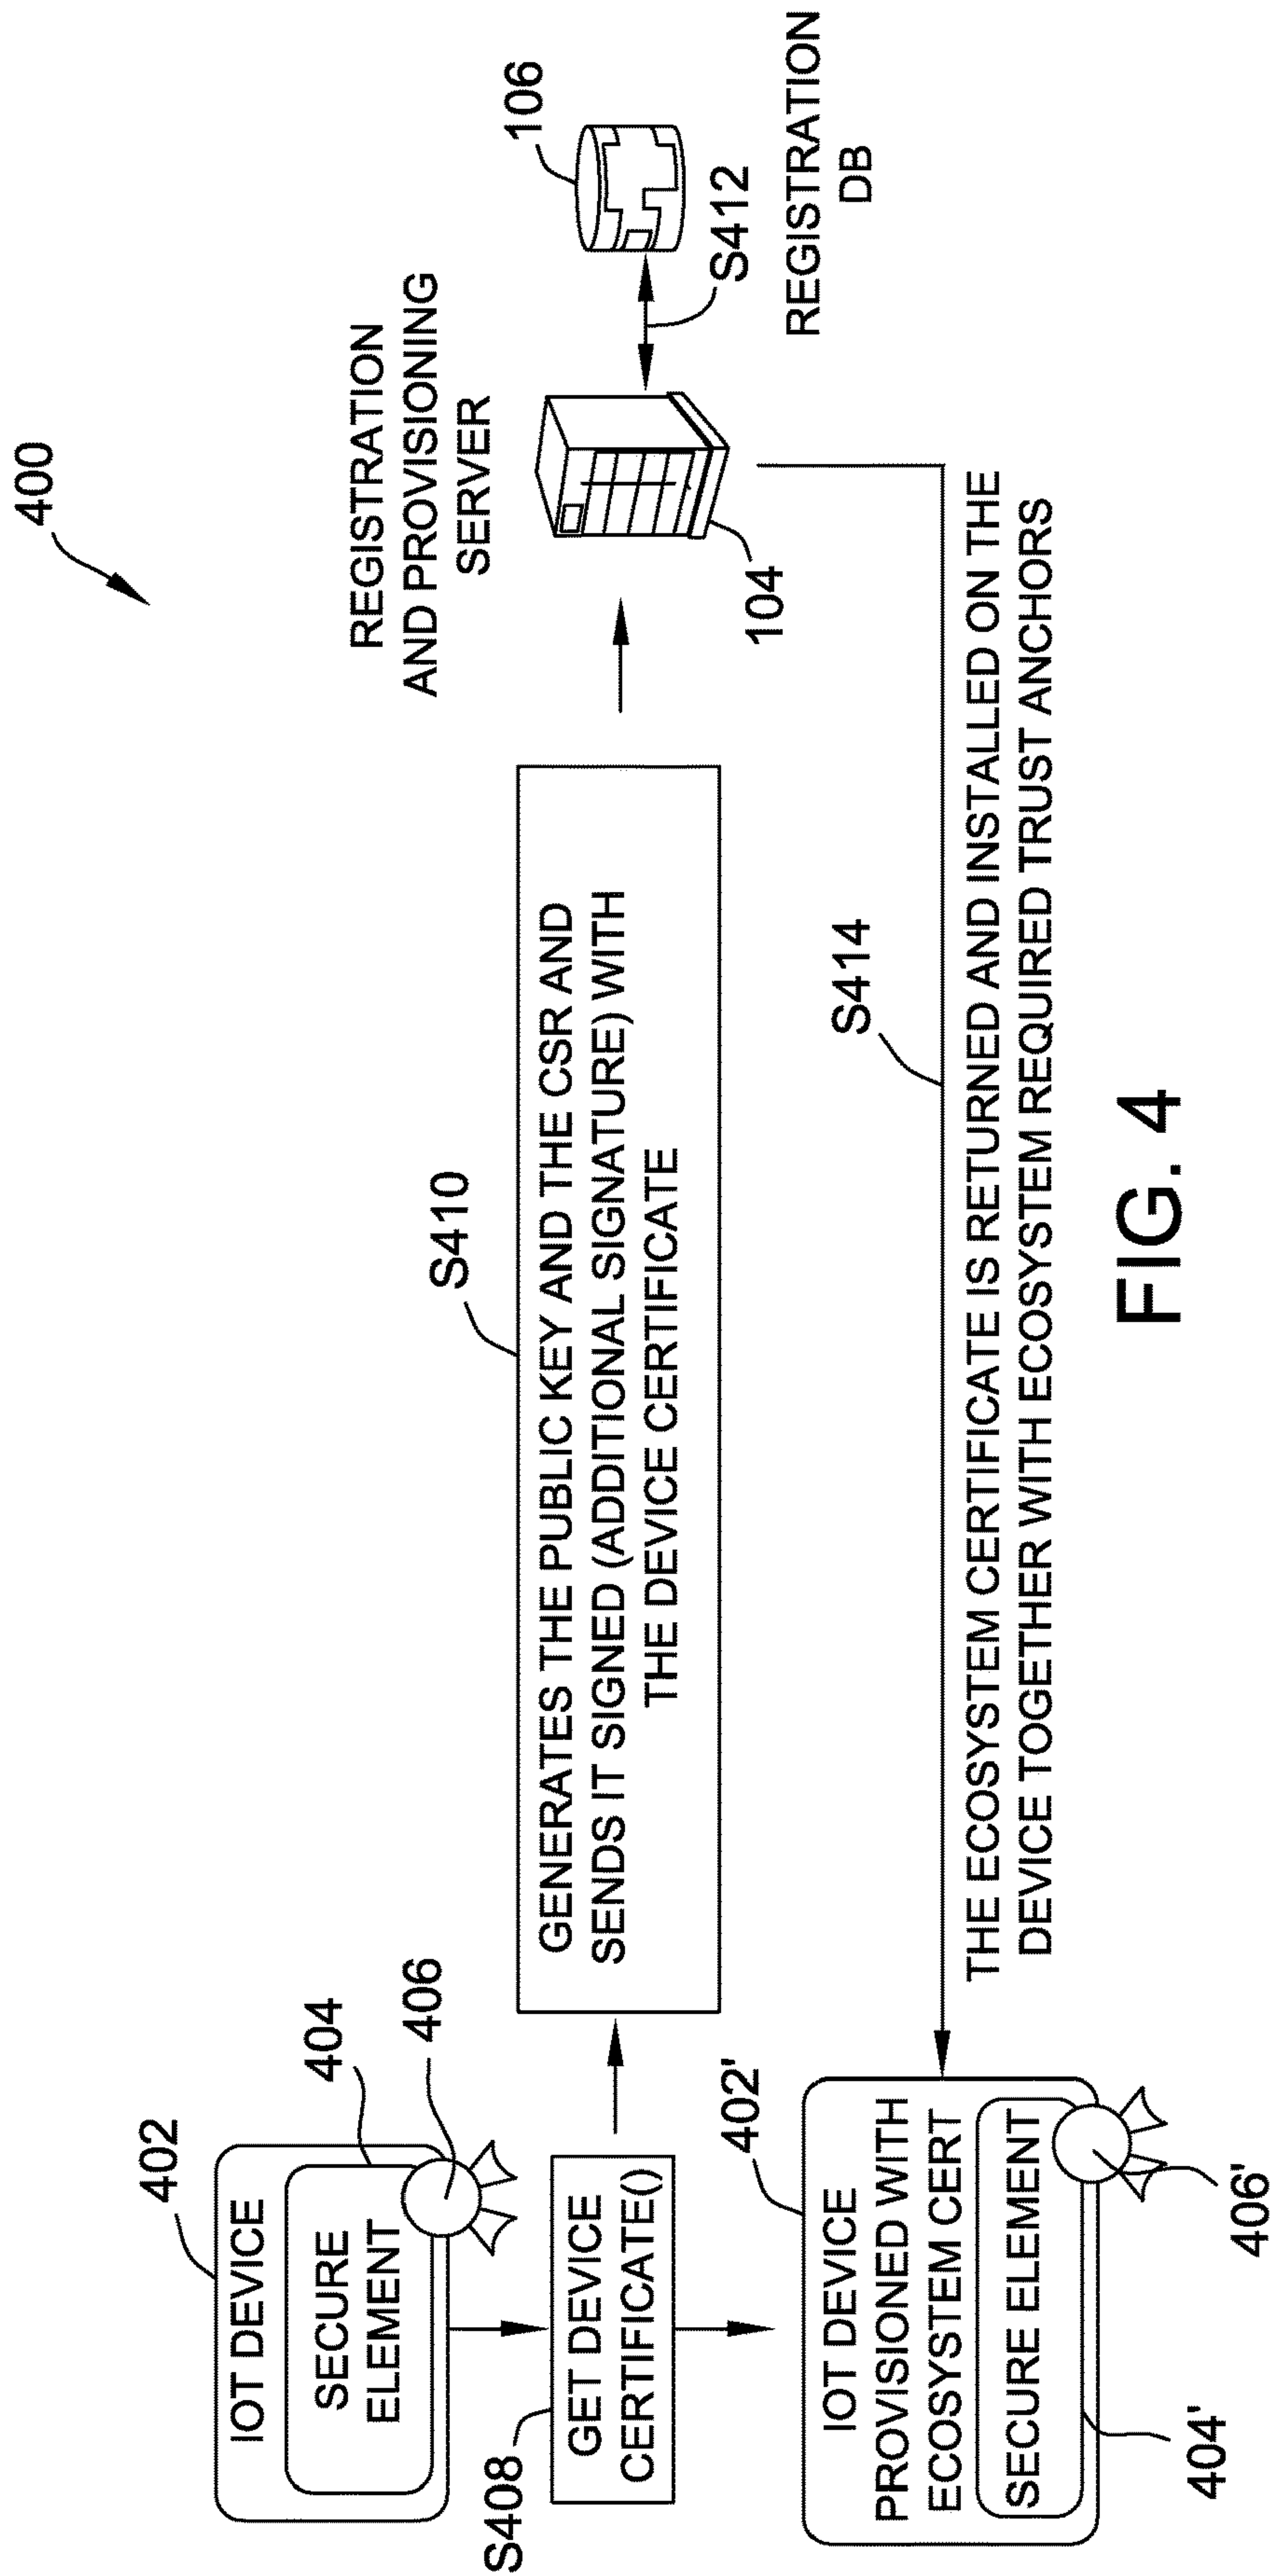 400
REGISTRATION
AND PROVISIONING
SERVER
106
104
S412
REGISTRATION
DB
402
IOT DEVICE
404
SECURE
ELEMENT
406
S408
GET DEVICE
CERTIFICATE()
S410
GENERATES THE PUBLIC KEY AND THE CSR AND
SENDS IT SIGNED (ADDITIONAL SIGNATURE) WITH
THE DEVICE CERTIFICATE
402'
IOT DEVICE
PROVISIONED WITH
ECOSYSTEM CERT
SECURE ELEMENT
404'
406'
S414
THE ECOSYSTEM CERTIFICATE IS RETURNED AND INSTALLED ON THE
DEVICE TOGETHER WITH ECOSYSTEM REQUIRED TRUST ANCHORS
FIG. 4